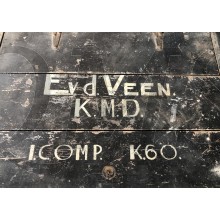 E v d VEEN.
K.M.D.
1 COMP. K.60.